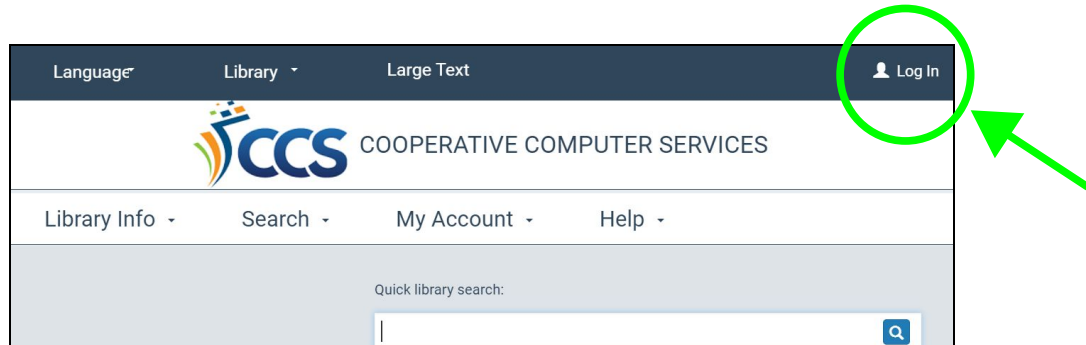 Language Library Large Text Log In
CCS COOPERATIVE COMPUTER SERVICES
Library Info Search My Account Help
Quick library search: